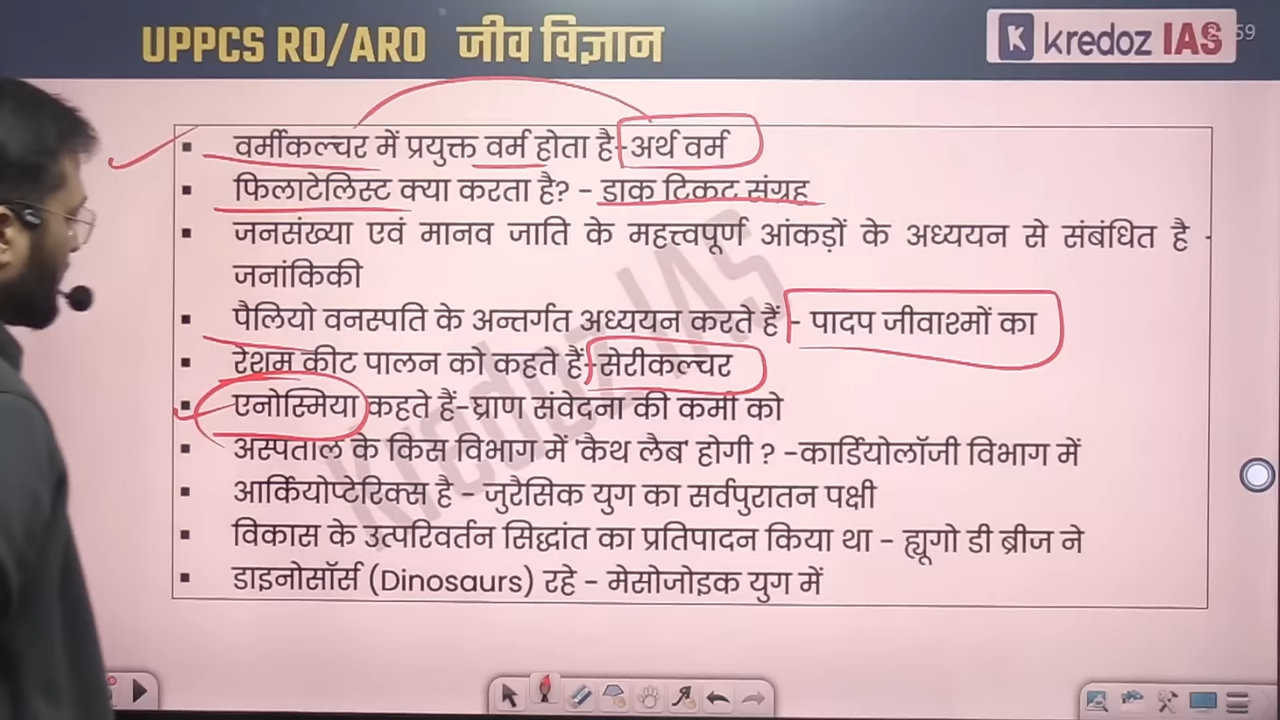 UPPCS RO/ARO जीव विज्ञान
K kredoz IAS
59
▪ वर्मीकल्चर में प्रयुक्त वर्म होता है-अर्थ वर्म
▪ फिलाटेलिस्ट क्या करता है? - डाक टिकट संग्रह
▪ जनसंख्या एवं मानव जाति के महत्त्वपूर्ण आंकड़ों के अध्ययन से संबंधित है -
जनांकिकी
▪ पैलियो वनस्पति के अन्तर्गत अध्ययन करते हैं - पादप जीवाश्मों का
▪ रेशम कीट पालन को कहते हैं-सेरीकल्चर
▪ एनोस्मिया कहते हैं-घ्राण संवेदना की कमी को
▪ अस्पताल के किस विभाग में 'कैथ लैब' होगी ? -कार्डियोलॉजी विभाग में
▪ आर्कियोप्टेरिक्स है - जुरैसिक युग का सर्वपुरातन पक्षी
▪ विकास के उत्परिवर्तन सिद्धांत का प्रतिपादन किया था - ह्यूगो डी ब्रीज ने
▪ डाइनोसॉर्स (Dinosaurs) रहे - मेसोजोइक युग में
Kredoz IAS